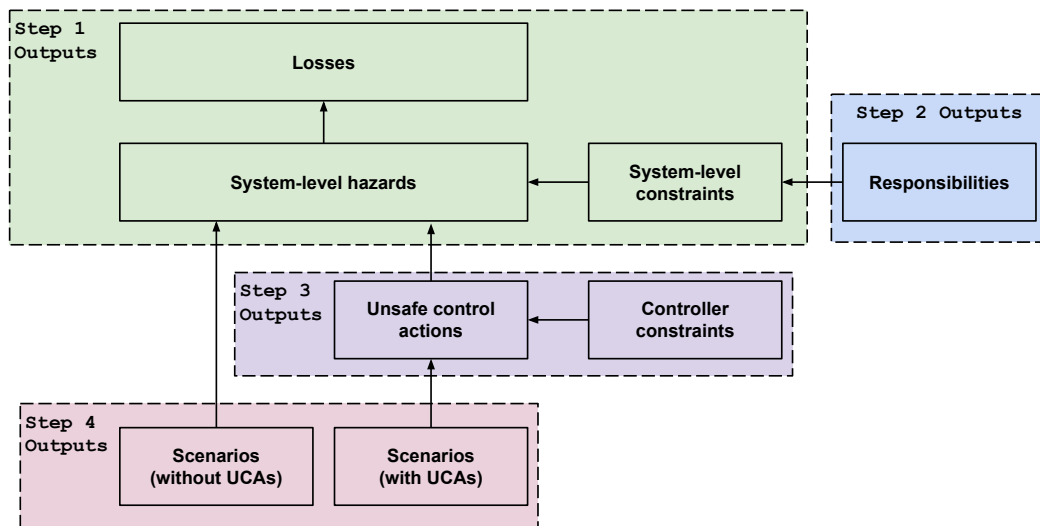 Step 1
Outputs
Losses
System-level hazards
System-level
constraints
Step 2 Outputs
Responsibilities
Step 3
Outputs
Unsafe control
actions
Controller
constraints
Step 4
Outputs
Scenarios
(without UCAs)
Scenarios
(with UCAs)